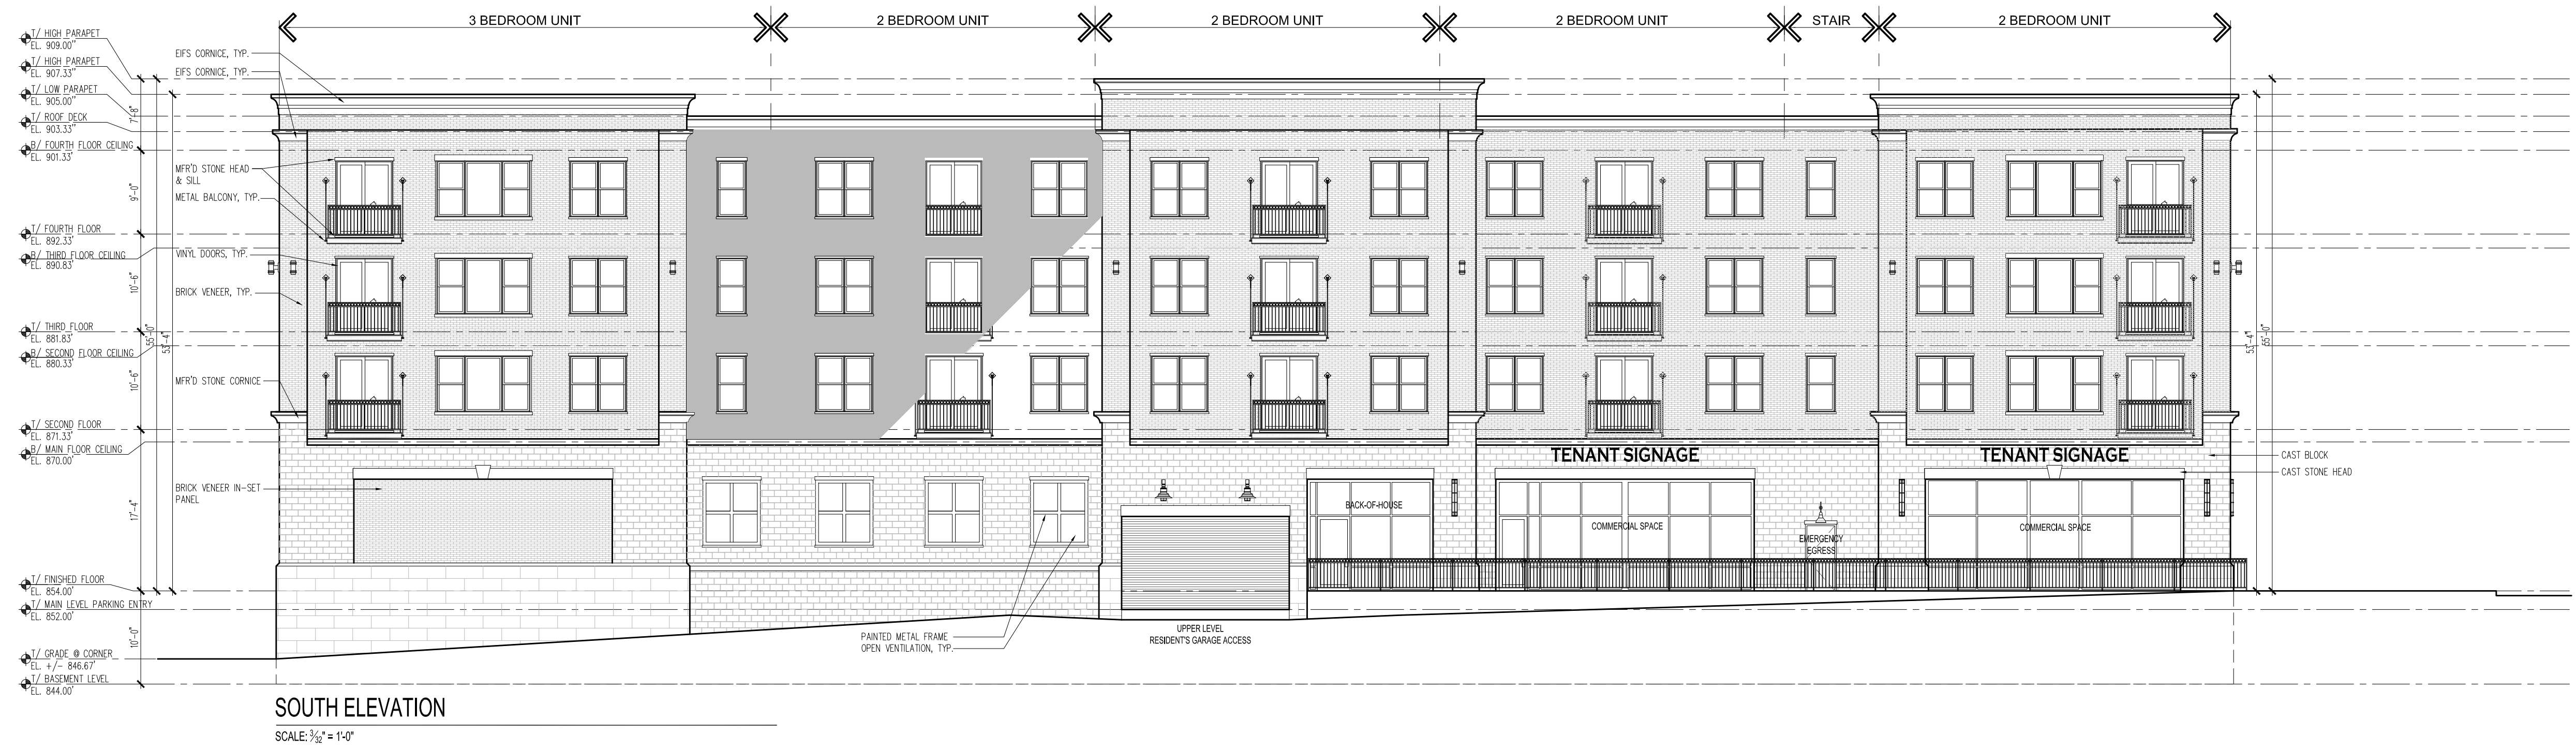 3 BEDROOM UNIT
2 BEDROOM UNIT
2 BEDROOM UNIT
2 BEDROOM UNIT
STAIR
2 BEDROOM UNIT
T/ HIGH PARAPET
EL. 909.00"
T/ HIGH PARAPET
EL. 907.33"
T/ LOW PARAPET
EL. 905.00"
T/ ROOF DECK
EL. 903.33"
B/ FOURTH FLOOR CEILING
EL. 901.33'
T/ FOURTH FLOOR
EL. 892.33'
B/ THIRD FLOOR CEILING
EL. 890.83'
T/ THIRD FLOOR
EL. 881.83'
B/ SECOND FLOOR CEILING
EL. 880.33'
T/ SECOND FLOOR
EL. 871.33'
B/ MAIN FLOOR CEILING
EL. 870.00'
T/ FINISHED FLOOR
EL. 854.00'
T/ MAIN LEVEL PARKING ENTRY
EL. 852.00'
T/ GRADE @ CORNER
EL. +/- 846.67'
T/ BASEMENT LEVEL
EL. 844.00'
7'-8"
9'-0"
10'-6"
10'-6"
17'-4"
10'-0"
55'-0"
53'-4"
EIFS CORNICE, TYP.
EIFS CORNICE, TYP.
MFR'D STONE HEAD
& SILL
METAL BALCONY, TYP.
VINYL DOORS, TYP.
BRICK VENEER, TYP.
MFR'D STONE CORNICE
BRICK VENEER IN-SET
PANEL
PAINTED METAL FRAME
OPEN VENTILATION, TYP.
UPPER LEVEL
RESIDENT'S GARAGE ACCESS
BACK-OF-HOUSE
TENANT SIGNAGE
COMMERCIAL SPACE
EMERGENCY
EGRESS
TENANT SIGNAGE
COMMERCIAL SPACE
53'-4"
55'-0"
CAST BLOCK
CAST STONE HEAD
SOUTH ELEVATION
SCALE: 3/32" = 1'-0"